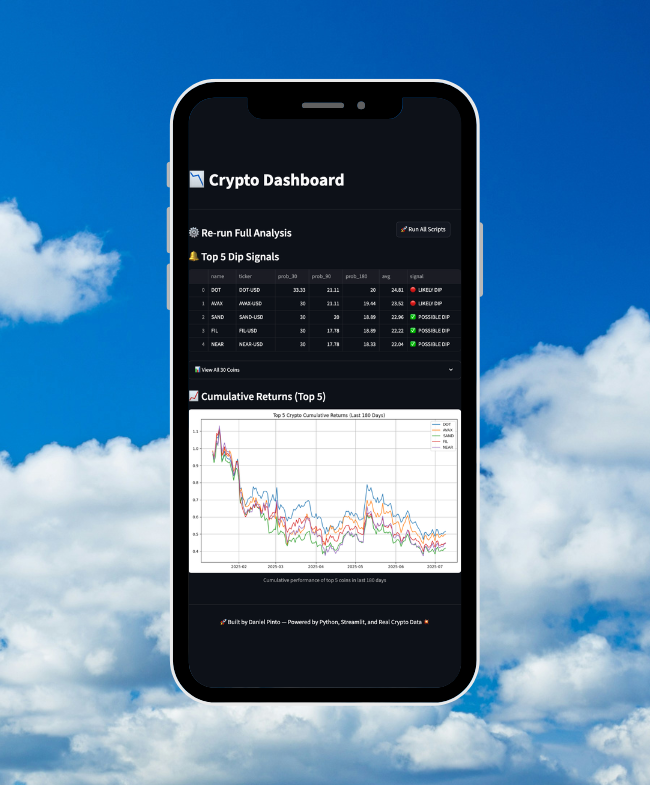 Crypto Dashboard
Re-run Full Analysis
Run All Scripts
Top 5 Dip Signals
name ticker prob_30 prob_90 prob_180 avg signal
0 DOT DOT-USD 33.33 21.11 20 24.81 LIKELY DIP
1 AVAX AVAX-USD 30 21.11 19.44 23.52 LIKELY DIP
2 SAND SAND-USD 30 20 18.89 22.96 POSSIBLE DIP
3 FIL FIL-USD 30 17.78 18.89 22.22 POSSIBLE DIP
4 NEAR NEAR-USD 30 17.78 18.33 22.04 POSSIBLE DIP
View All 30 Coins
Cumulative Returns (Top 5)
Top 5 Crypto Cumulative Returns (Last 180 Days)
DOT
AVAX
SAND
FIL
NEAR
1.1
1.0
0.9
0.8
0.7
0.6
0.5
0.4
2025-02 2025-03 2025-04 2025-05 2025-06 2025-07
Cumulative performance of top 5 coins in last 180 days
Built by Daniel Pinto — Powered by Python, Streamlit, and Real Crypto Data